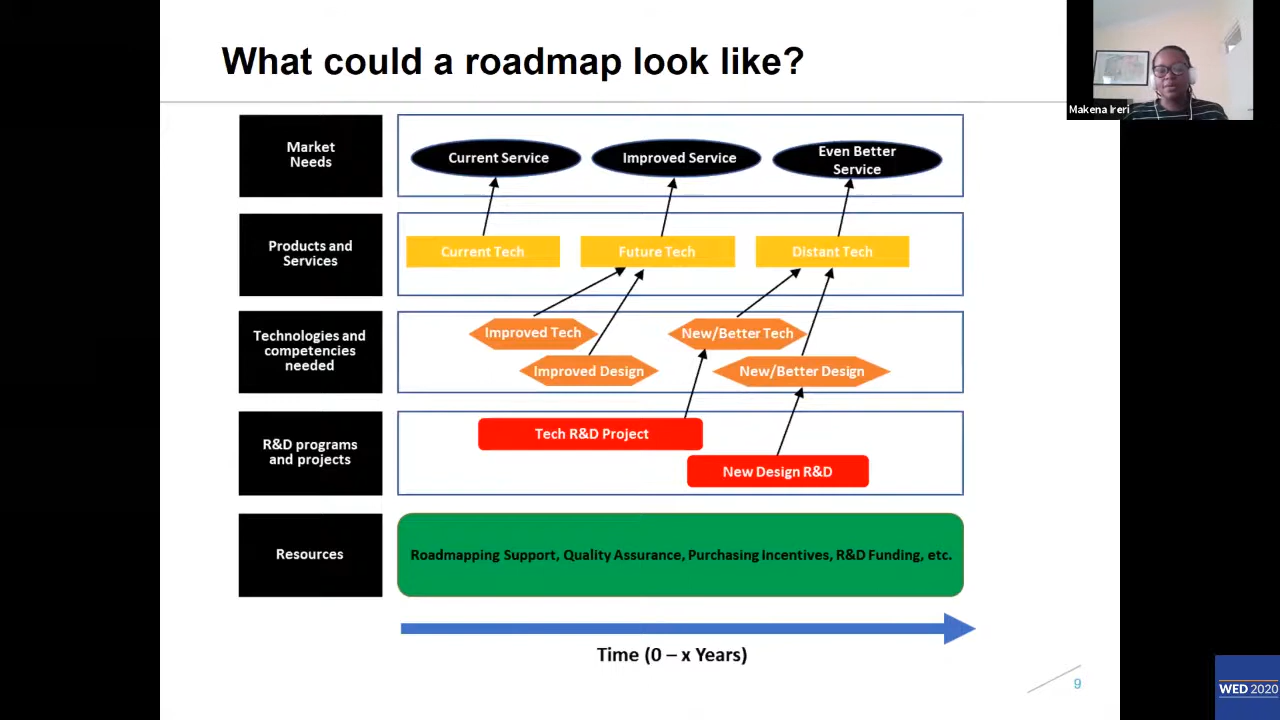 What could a roadmap look like?
Makena Ireri
Market
Needs
Current Service
Improved Service
Even Better
Service
Products and
Services
Current Tech
Future Tech
Distant Tech
Technologies and
competencies
needed
Improved Tech
New/Better Tech
Improved Design
New/Better Design
R&D programs
and projects
Tech R&D Project
New Design R&D
Resources
Roadmapping Support, Quality Assurance, Purchasing Incentives, R&D Funding, etc.
Time (0 – x Years)
9
WED 2020